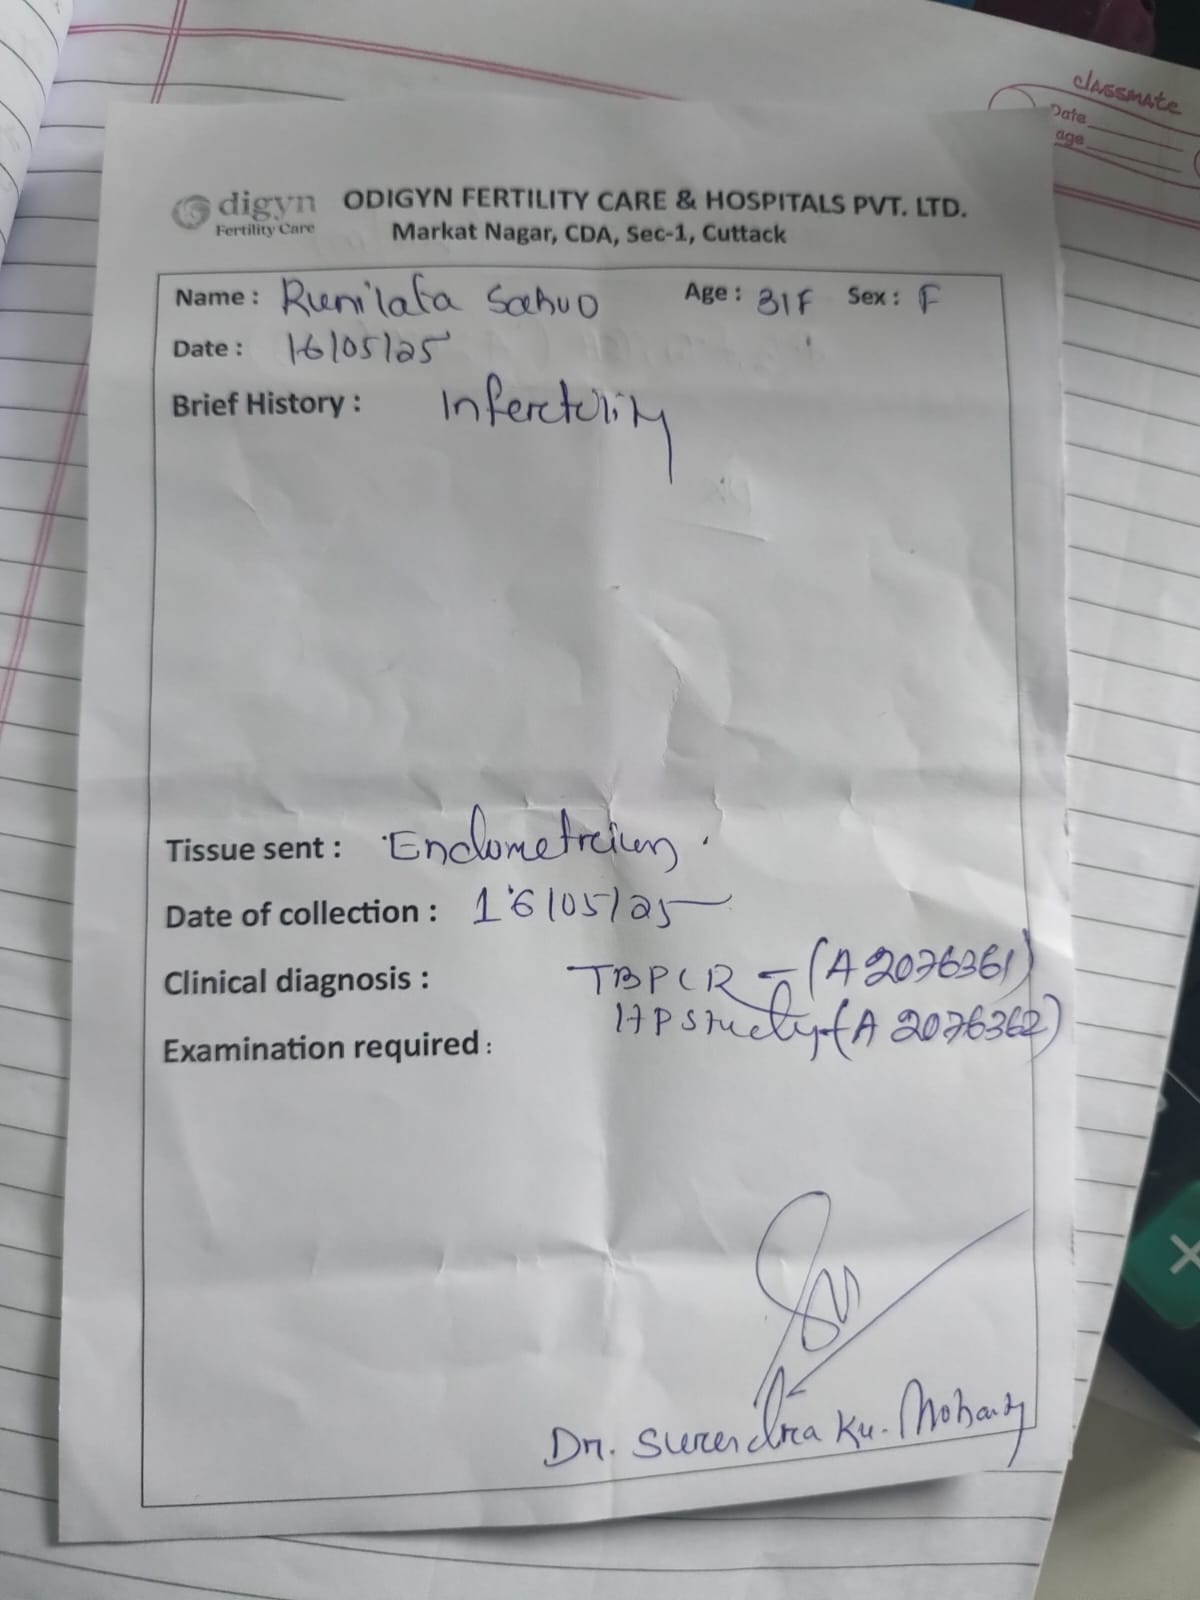 classmate
Date
age
digyn
Fertility Care
ODIGYN FERTILITY CARE & HOSPITALS PVT. LTD.
Markat Nagar, CDA, Sec-1, Cuttack
Name : Runilata Sahuo Age : 31F Sex : F
Date : 16/05/25
Brief History : Infertility
Tissue sent : Endometrium.
Date of collection : 16/05/25
Clinical diagnosis : TBPCR - (A2076361)
HP Study - (A 2076362)
Examination required :
Dr. Surendra Ku. Mohanty